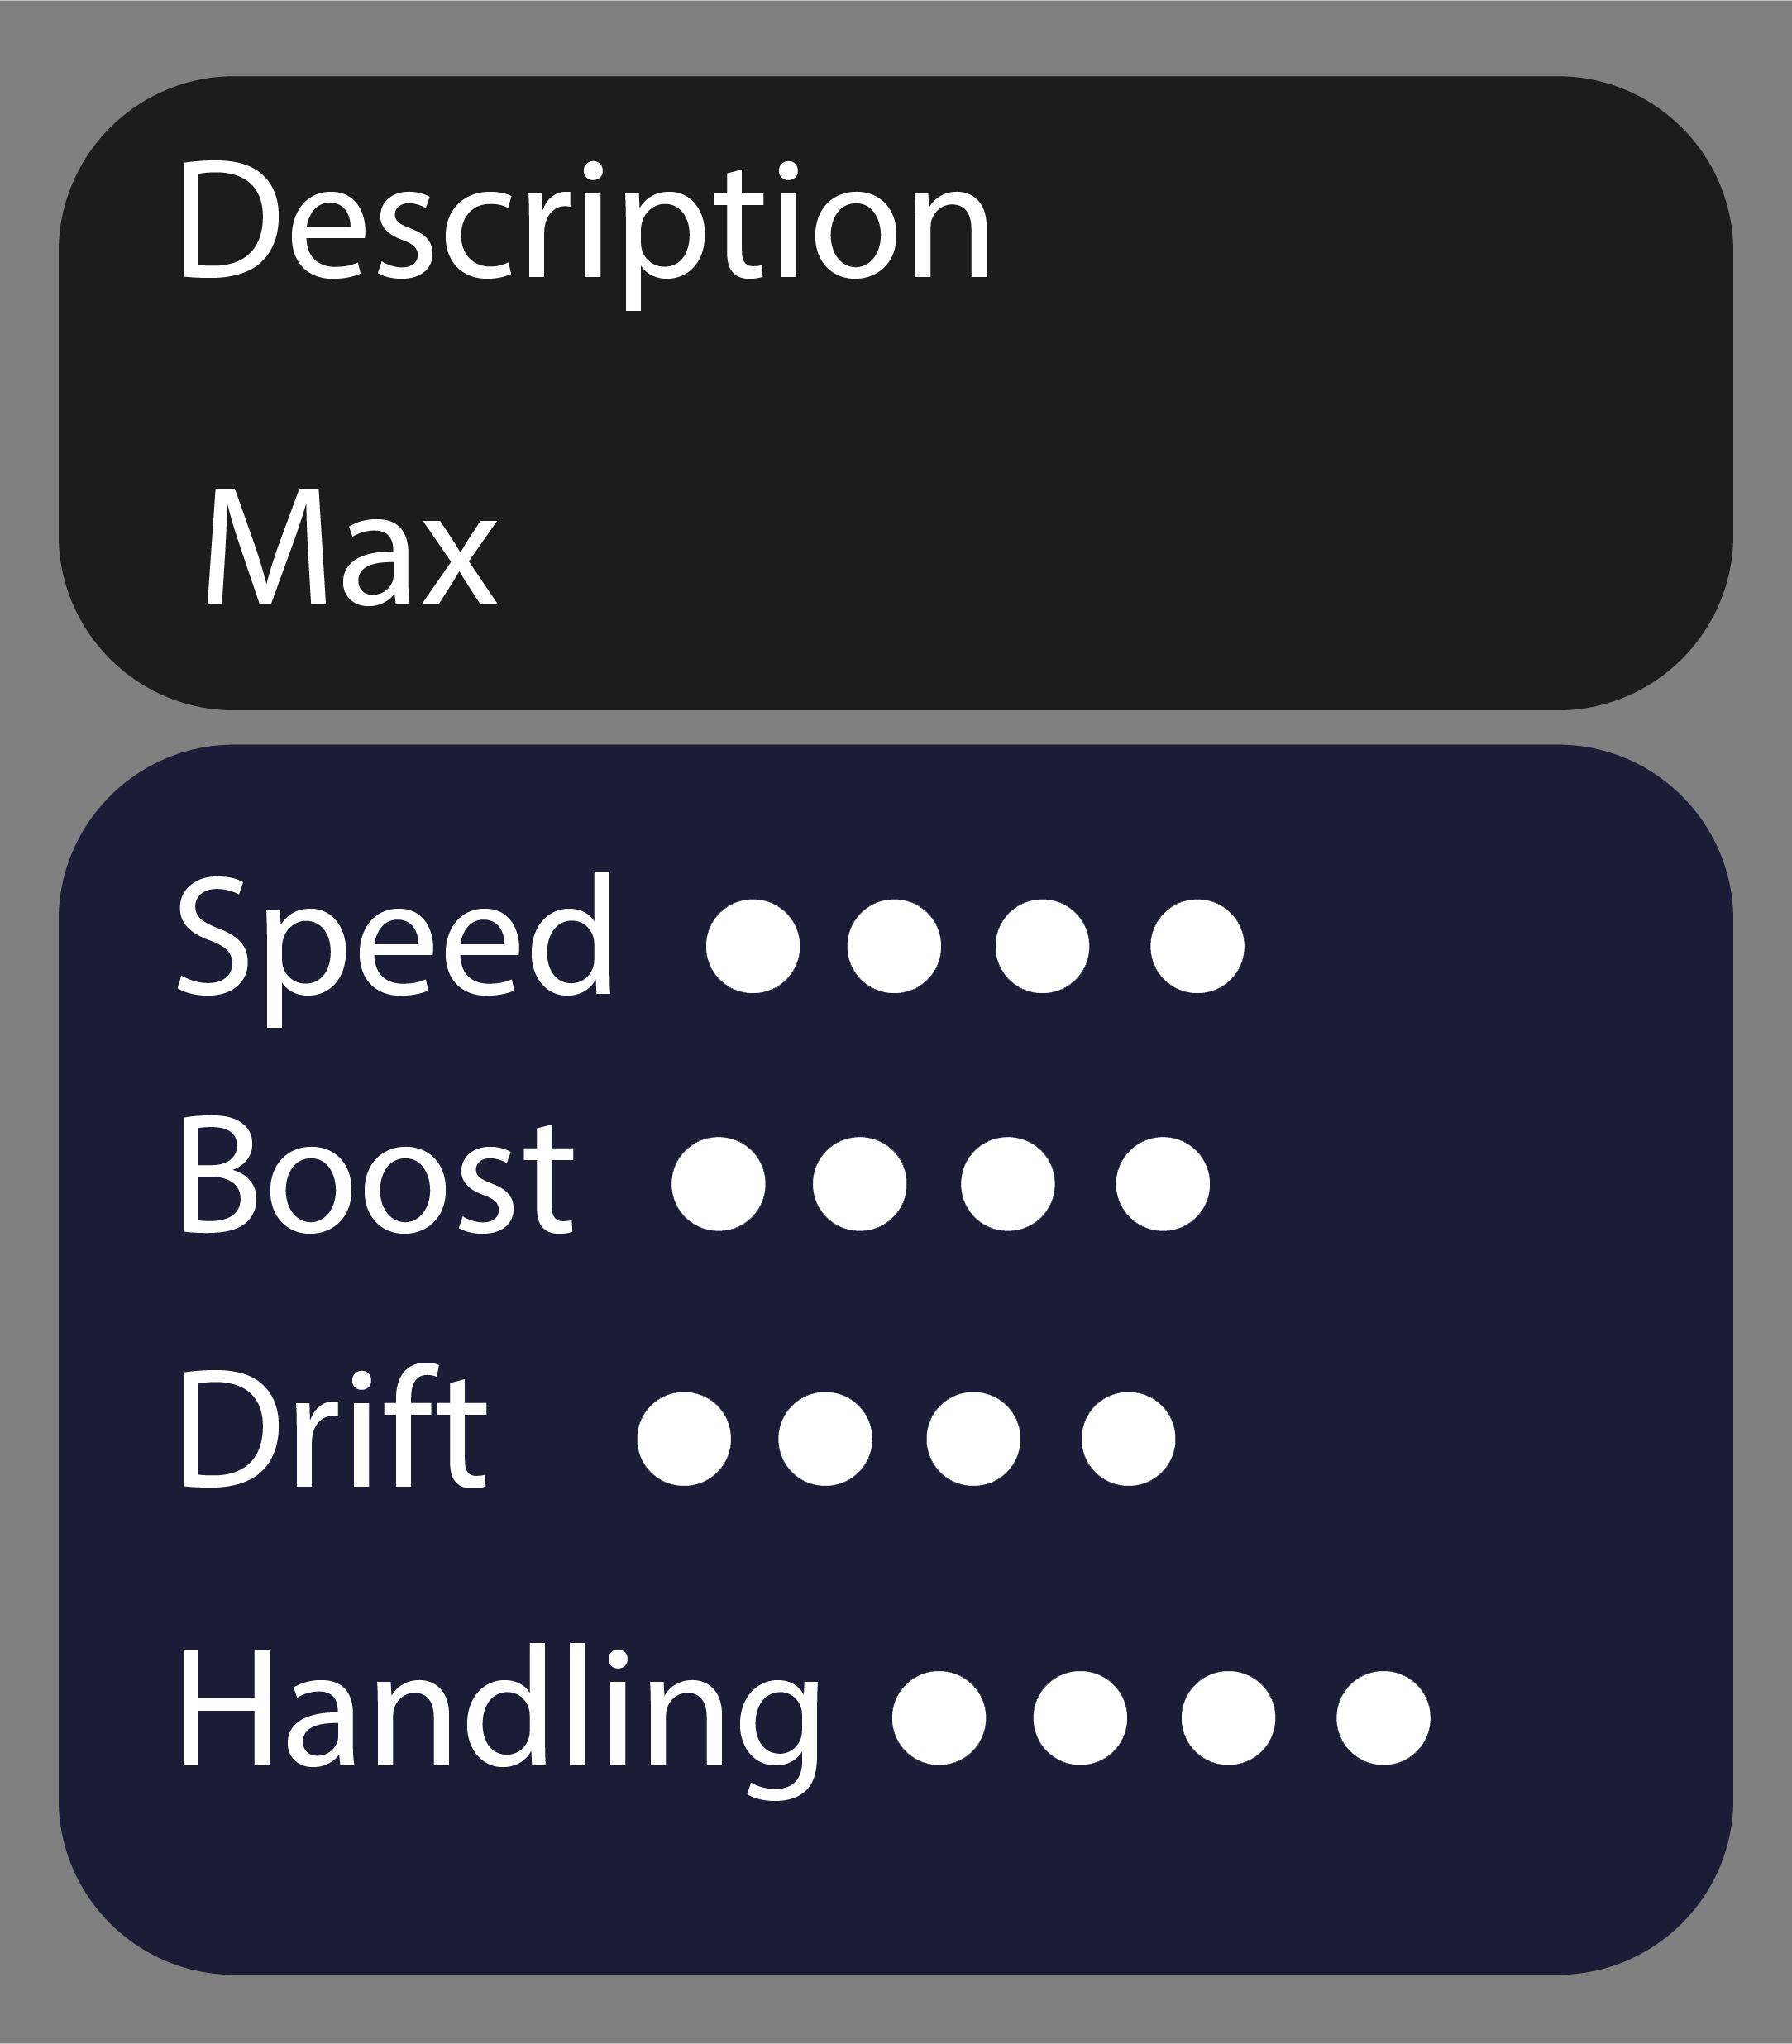 Description
Max
Speed
Boost
Drift
Handling